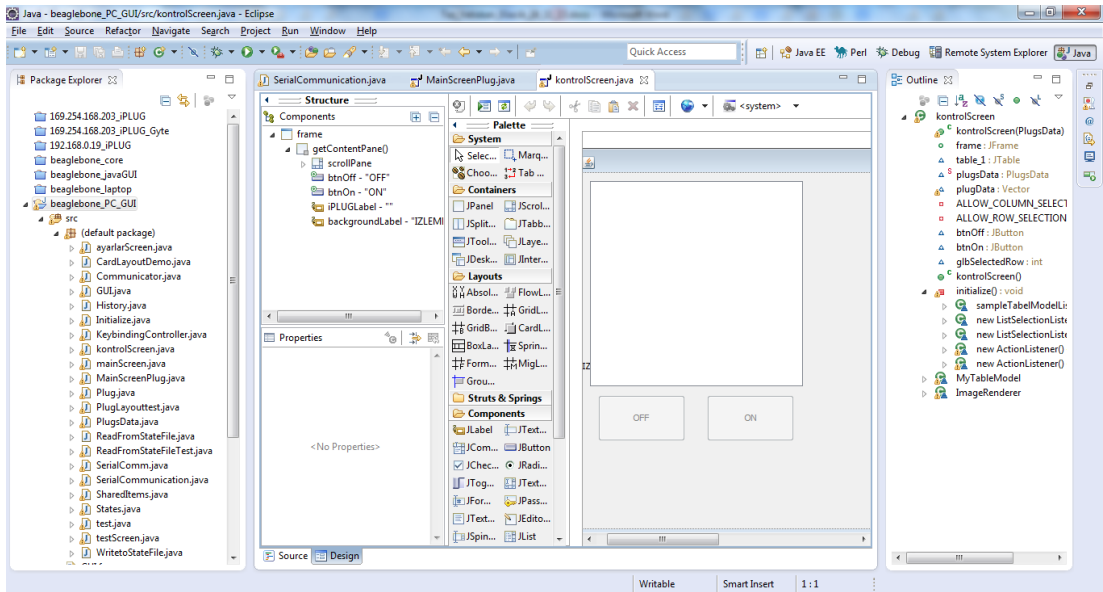 Java - beaglebone_PC_GUI/src/kontrolScreen.java - Eclipse
File Edit Source Refactor Navigate Search Project Run Window Help
Quick Access
Java EE Perl Debug Remote System Explorer Java
Package Explorer
169.254.168.203_iPLUG
169.254.168.203_iPLUG_Gyte
192.168.0.19_iPLUG
beaglebone_core
beaglebone_javaGUI
beaglebone_laptop
beaglebone_PC_GUI
src
(default package)
ayarlarScreen.java
CardLayoutDemo.java
Communicator.java
GUI.java
History.java
Initialize.java
KeybindingController.java
kontrolScreen.java
mainScreen.java
MainScreenPlug.java
Plug.java
PlugLayouttest.java
PlugsData.java
ReadFromStateFile.java
ReadFromStateFileTest.java
SerialComm.java
SerialCommunication.java
SharedItems.java
States.java
test.java
testScreen.java
WritetoStateFile.java
SerialCommunication.java MainScreenPlug.java kontrolScreen.java
Structure
Components
frame
getContentPane()
scrollPane
btnOff - "OFF"
btnOn - "ON"
iPLUGLabel - ""
backgroundLabel - "IZLEMI
Properties
<No Properties>
<system>
Palette
System
Selec... Marq...
Choo... Tab ...
Containers
JPanel JScrol...
JSplit... JTabb...
JTool... JLaye...
JDesk... JInter...
Layouts
Absol... FlowL...
Borde... GridL...
GridB... CardL...
BoxLa... Sprin...
Form... MigL...
Grou...
Struts & Springs
Components
JLabel JText...
JCom... JButton
JChec... JRadi...
JTog... JText...
JFor... JPass...
JText... JEdito...
JSpin... JList
IZ
OFF ON
Source Design
Outline
kontrolScreen
kontrolScreen(PlugsData)
frame : JFrame
table_1 : JTable
plugsData : PlugsData
plugData : Vector
ALLOW_COLUMN_SELECT
ALLOW_ROW_SELECTION
btnOff : JButton
btnOn : JButton
glbSelectedRow : int
kontrolScreen()
initialize() : void
sampleTabelModelLis
new ListSelectionListe
new ListSelectionListe
new ActionListener()
new ActionListener()
MyTableModel
ImageRenderer
Writable Smart Insert 1 : 1